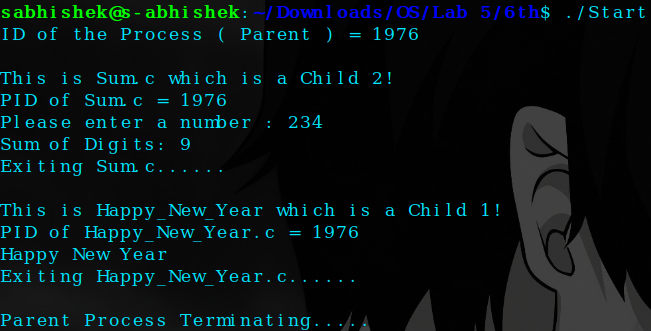 sabhishek@s-abhishek:~/Downloads/OS/Lab 5/6th$ ./Start
ID of the Process ( Parent ) = 1976
This is Sum.c which is a Child 2!
PID of Sum.c = 1976
Please enter a number : 234
Sum of Digits: 9
Exiting Sum.c......
This is Happy_New_Year which is a Child 1!
PID of Happy_New_Year.c = 1976
Happy New Year
Exiting Happy_New_Year.c......
Parent Process Terminating.....